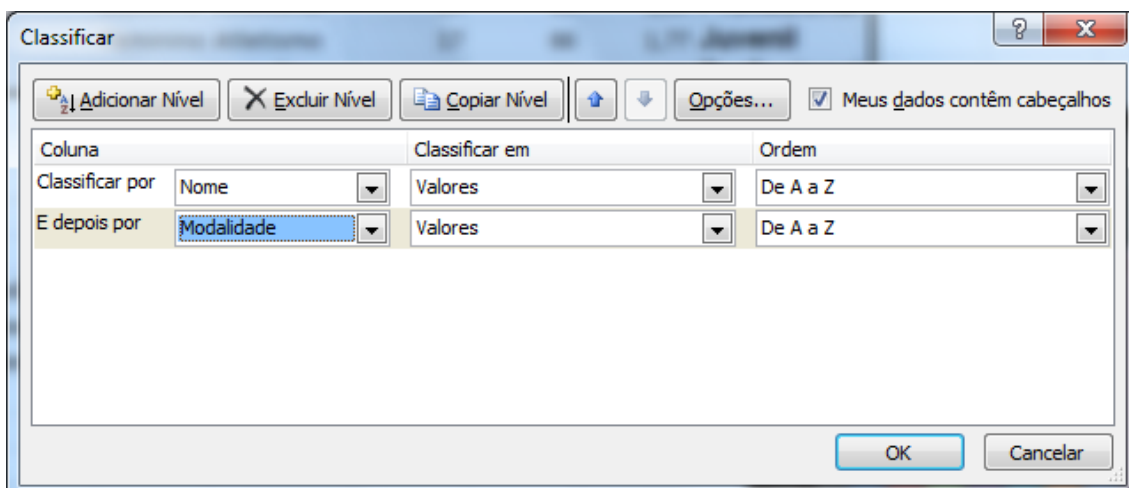 Classificar
Adicionar Nível Excluir Nível Copiar Nível Opções... Meus dados contêm cabeçalhos
Coluna Classificar em Ordem
Classificar por Nome Valores De A a Z
E depois por Modalidade Valores De A a Z
OK Cancelar